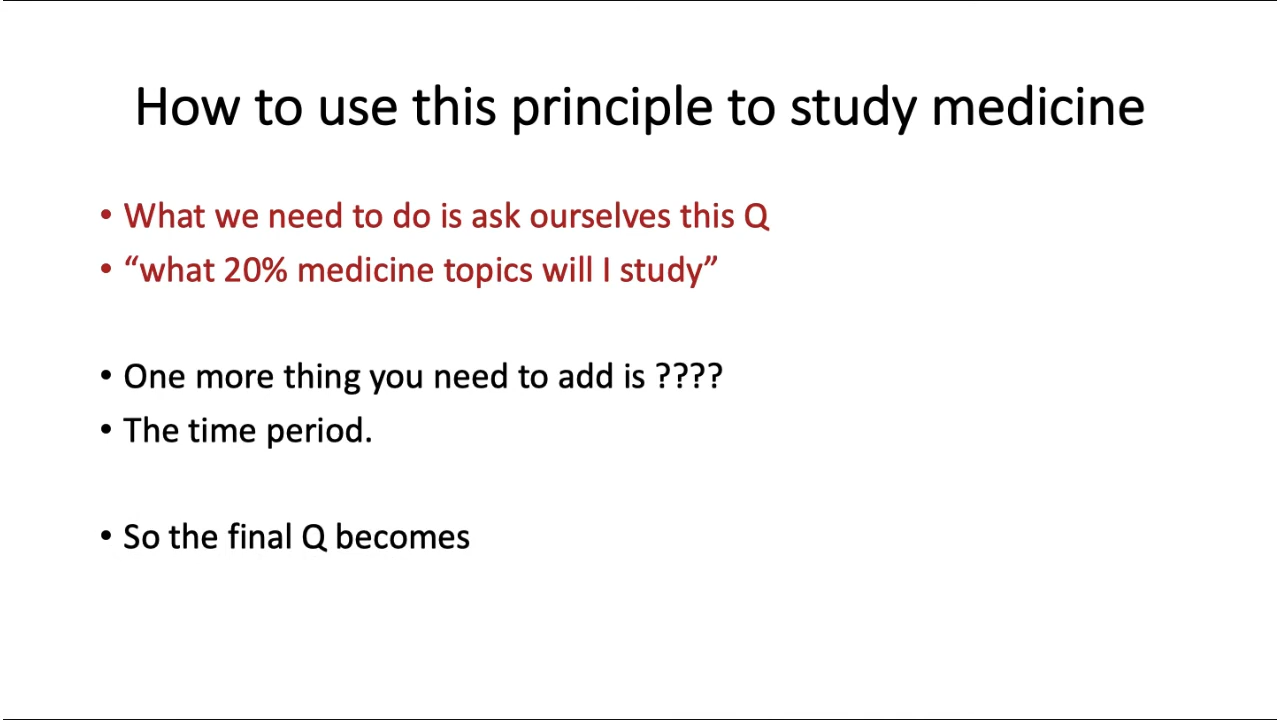 How to use this principle to study medicine
• What we need to do is ask ourselves this Q
• “what 20% medicine topics will I study”
• One more thing you need to add is ????
• The time period.
• So the final Q becomes